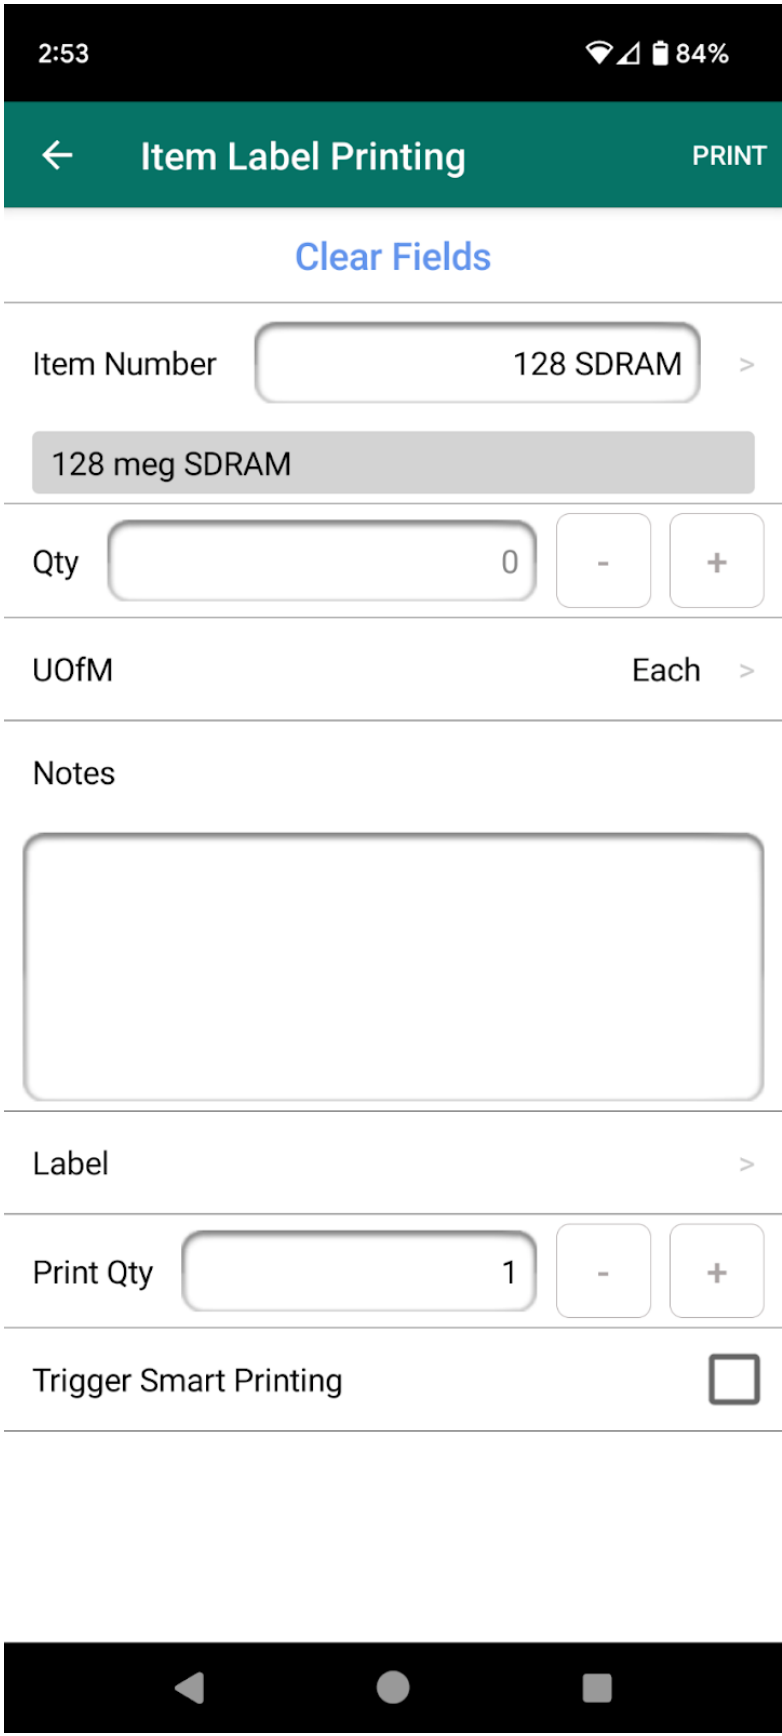 2:53 84%
Item Label Printing PRINT
Clear Fields
Item Number 128 SDRAM >
128 meg SDRAM
Qty 0 - +
UOfM Each >
Notes
Label >
Print Qty 1 - +
Trigger Smart Printing